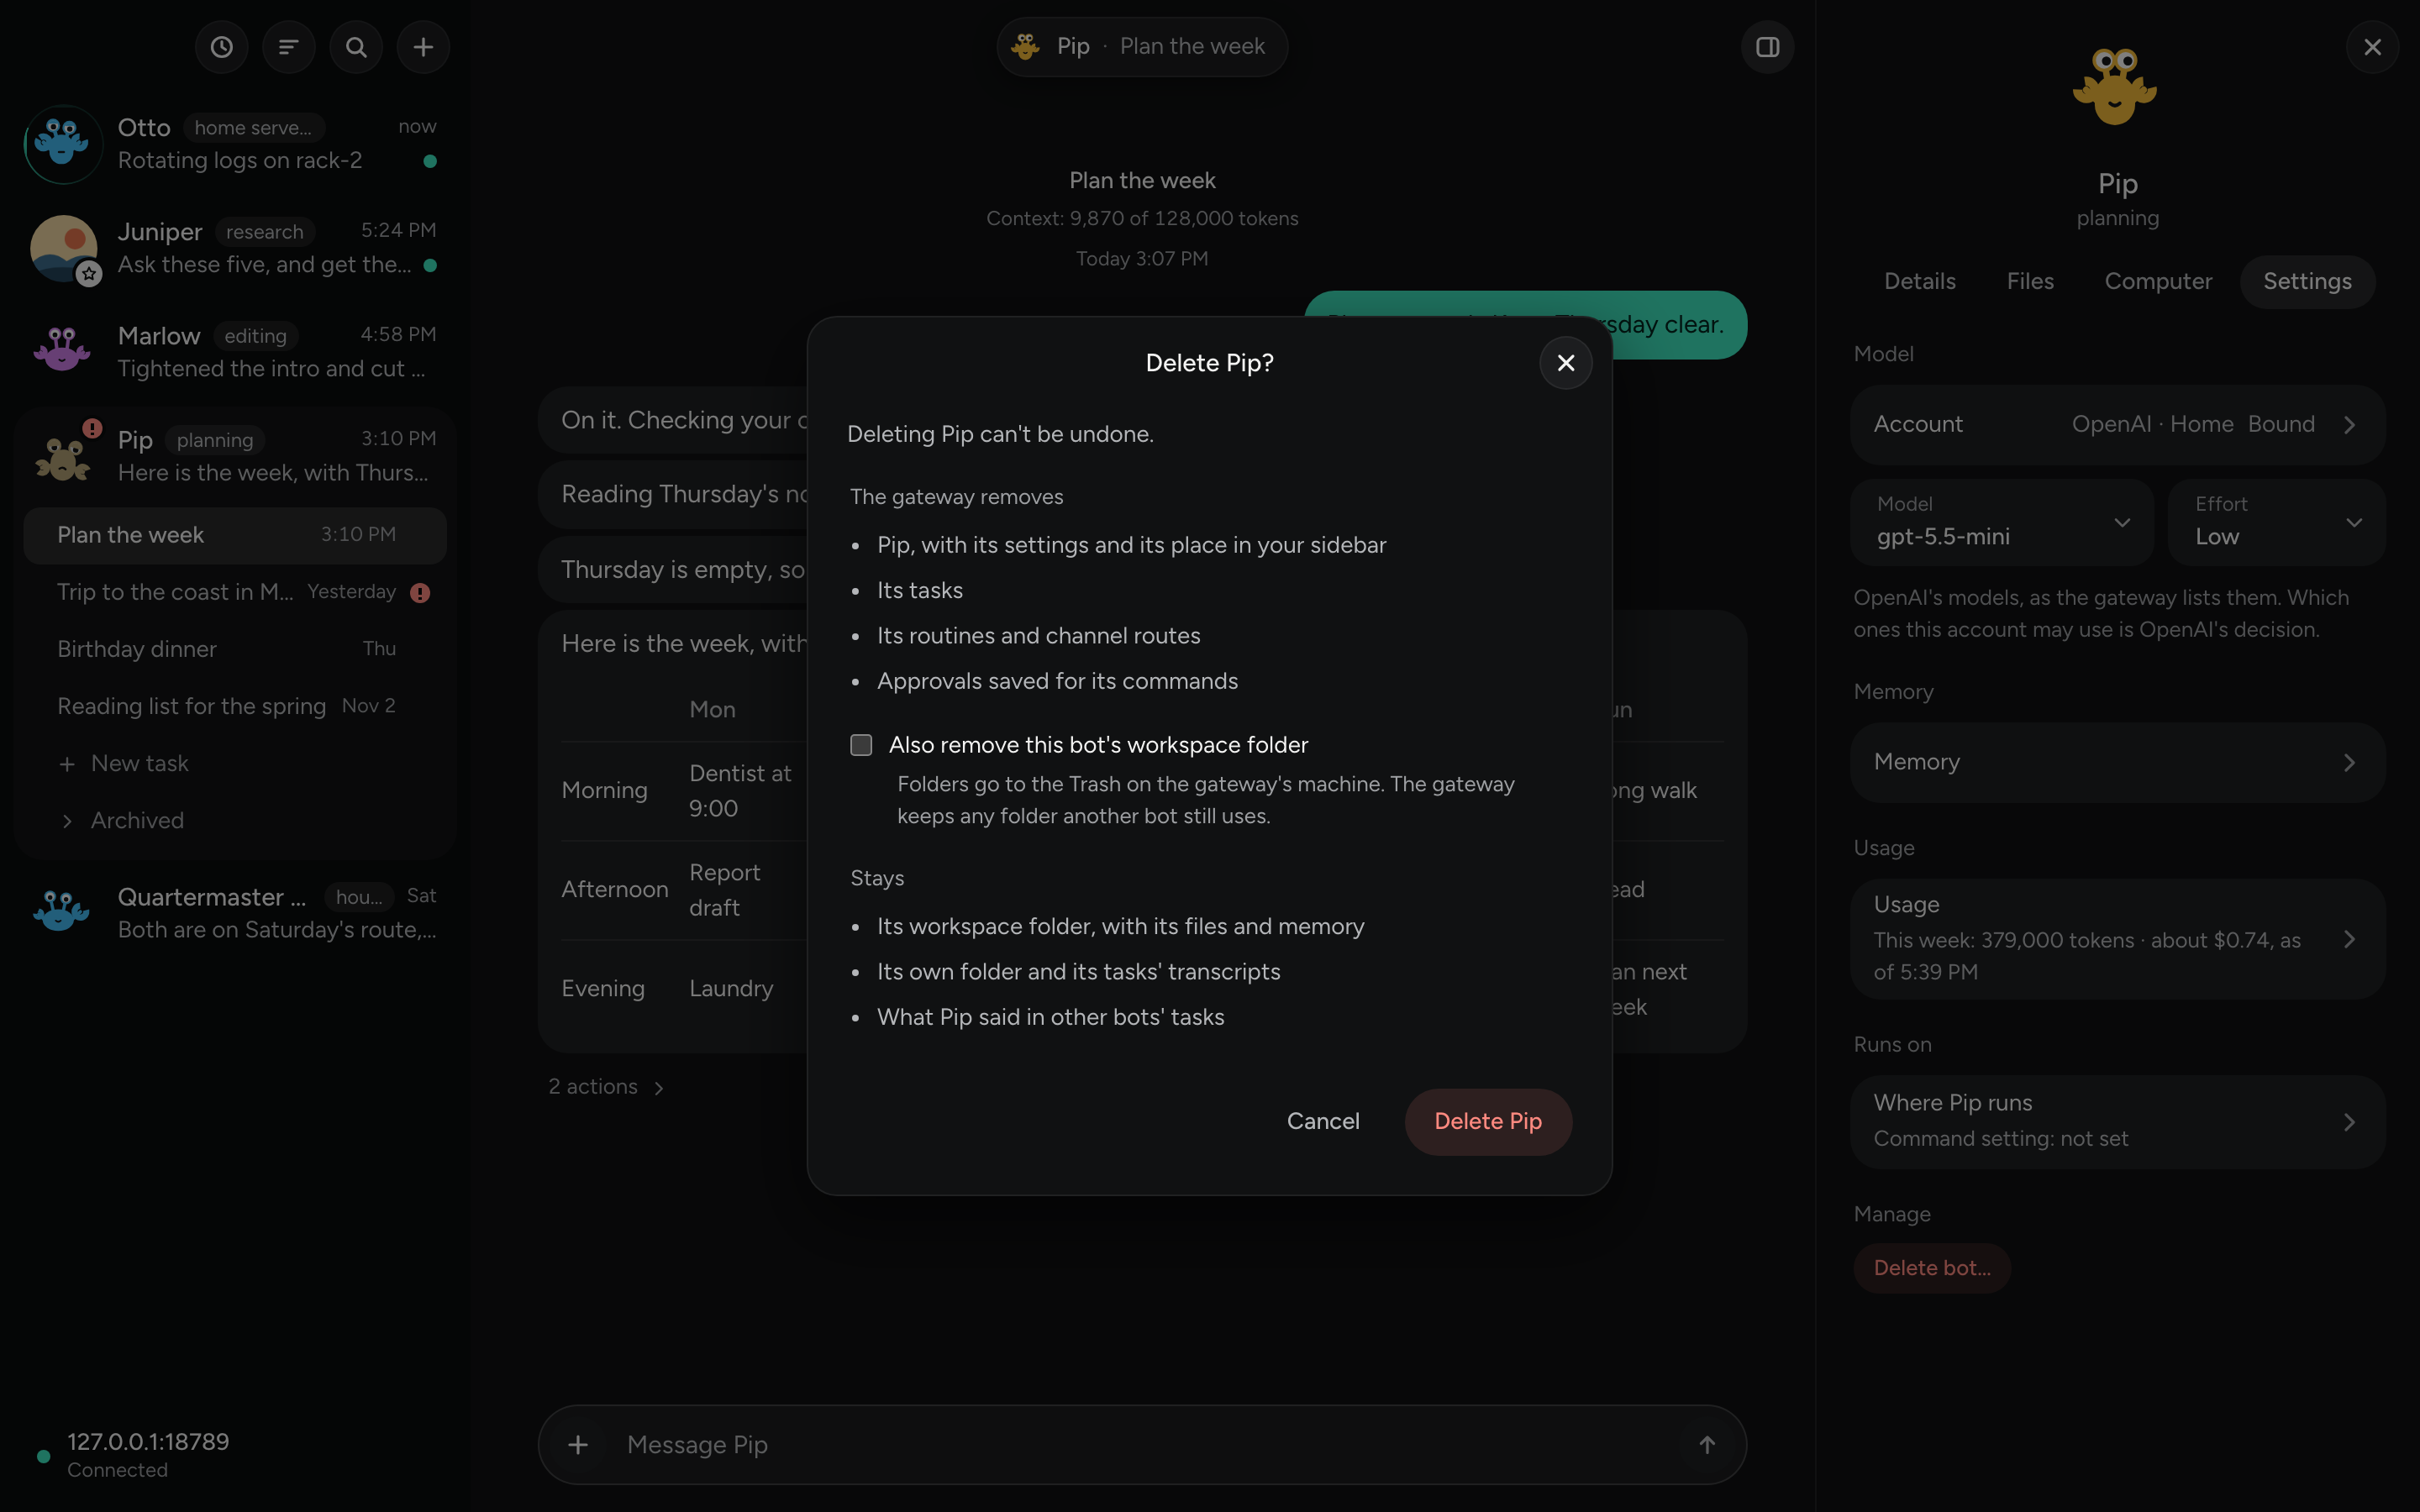 Otto home serve... now
Rotating logs on rack-2
Juniper research 5:24 PM
Ask these five, and get the...
Marlow editing 4:58 PM
Tightened the intro and cut ...
Pip planning 3:10 PM
Here is the week, with Thurs...
Plan the week 3:10 PM
Trip to the coast in M... Yesterday
Birthday dinner Thu
Reading list for the spring Nov 2
New task
Archived
Quartermaster ... hou... Sat
Both are on Saturday's route,...
127.0.0.1:18789
Connected
Pip · Plan the week
Plan the week
Context: 9,870 of 128,000 tokens
Today 3:07 PM
clear.
On it. Checking your
Reading Thursday's
Thursday is empty, so
Here is the week, with
Mon
Morning
Dentist at
9:00
walk
Afternoon
Report
draft
Evening
Laundry
next
2 actions
Message Pip
Delete Pip?
Deleting Pip can't be undone.
The gateway removes
• Pip, with its settings and its place in your sidebar
• Its tasks
• Its routines and channel routes
• Approvals saved for its commands
Also remove this bot's workspace folder
Folders go to the Trash on the gateway's machine. The gateway
keeps any folder another bot still uses.
Stays
• Its workspace folder, with its files and memory
• Its own folder and its tasks' transcripts
• What Pip said in other bots' tasks
Cancel
Delete Pip
Pip
planning
Details Files Computer Settings
Model
Account OpenAI · Home Bound
Model
gpt-5.5-mini
Effort
Low
OpenAI's models, as the gateway lists them. Which
ones this account may use is OpenAI's decision.
Memory
Memory
Usage
Usage
This week: 379,000 tokens · about $0.74, as
of 5:39 PM
Runs on
Where Pip runs
Command setting: not set
Manage
Delete bot...